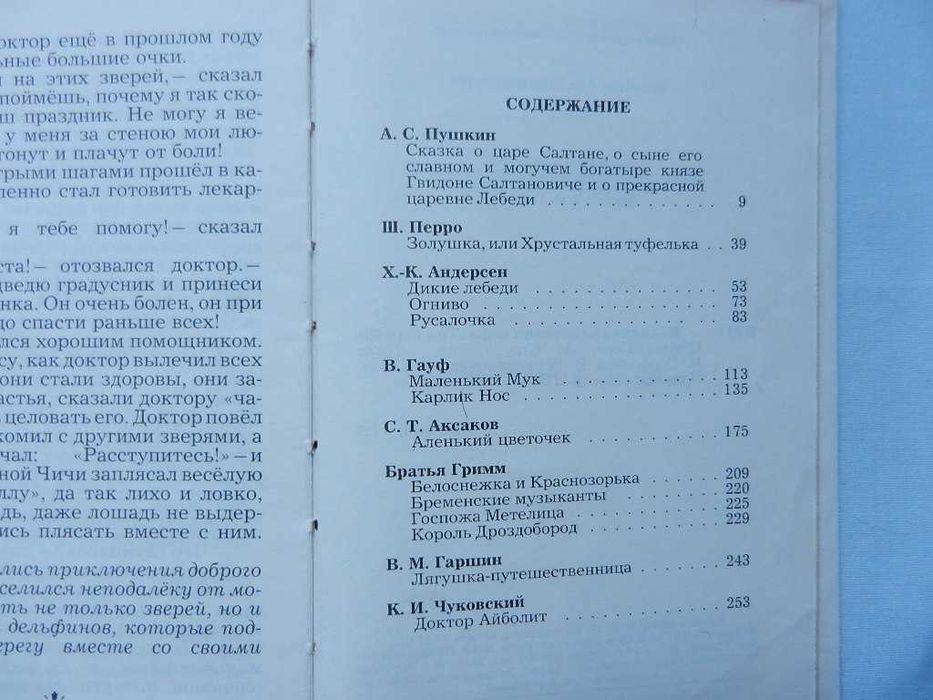 октор ещё в прошлом году
ные большие очки.
на этих зверей,— сказал
поймёшь, почему я так ско-
ш праздник. Не могу я ве-
у меня за стеною мои лю-
онут и плачут от боли!
трыми шагами прошёл в ка-
ленно стал готовить лекар-
я тебе помогу!— сказал
ста!— отозвался доктор.—
дведю градусник и принеси
нка. Он очень болен, он при
до спасти раньше всех!
лся хорошим помощником.
су, как доктор вылечил всех
они стали здоровы, они за-
астья, сказали доктору «ча-
целовать его. Доктор повёл
комил с другими зверями, а
чал: «Расступитесь!»—и
ной Чичи заплясал весёлую
ллу», да так лихо и ловко,
дь, даже лошадь не выдер-
ись плясать вместе с ним.
лись приключения доброго
селился неподалёку от мо-
ть не только зверей, но и
дельфинов, которые под-
ерегу вместе со своими
СОДЕРЖАНИЕ
А. С. Пушкин
Сказка о царе Салтане, о сыне его
славном и могучем богатыре князе
Гвидоне Салтановиче и о прекрасной
царевне Лебеди . . . . . . . . . . . . 9
Ш. Перро
Золушка, или Хрустальная туфелька . . 39
Х.-К. Андерсен
Дикие лебеди . . . . . . . . . . . . . 53
Огниво . . . . . . . . . . . . . . . . 73
Русалочка . . . . . . . . . . . . . . 83
В. Гауф
Маленький Мук . . . . . . . . . . . . 113
Карлик Нос . . . . . . . . . . . . . . 135
С. Т. Аксаков
Аленький цветочек . . . . . . . . . . 175
Братья Гримм
Белоснежка и Краснозорька . . . . . . 209
Бременские музыканты . . . . . . . . 220
Госпожа Метелица . . . . . . . . . . . 225
Король Дроздобород . . . . . . . . . . 229
В. М. Гаршин
Лягушка-путешественница . . . . . . . 243
К. И. Чуковский
Доктор Айболит . . . . . . . . . . . . 253